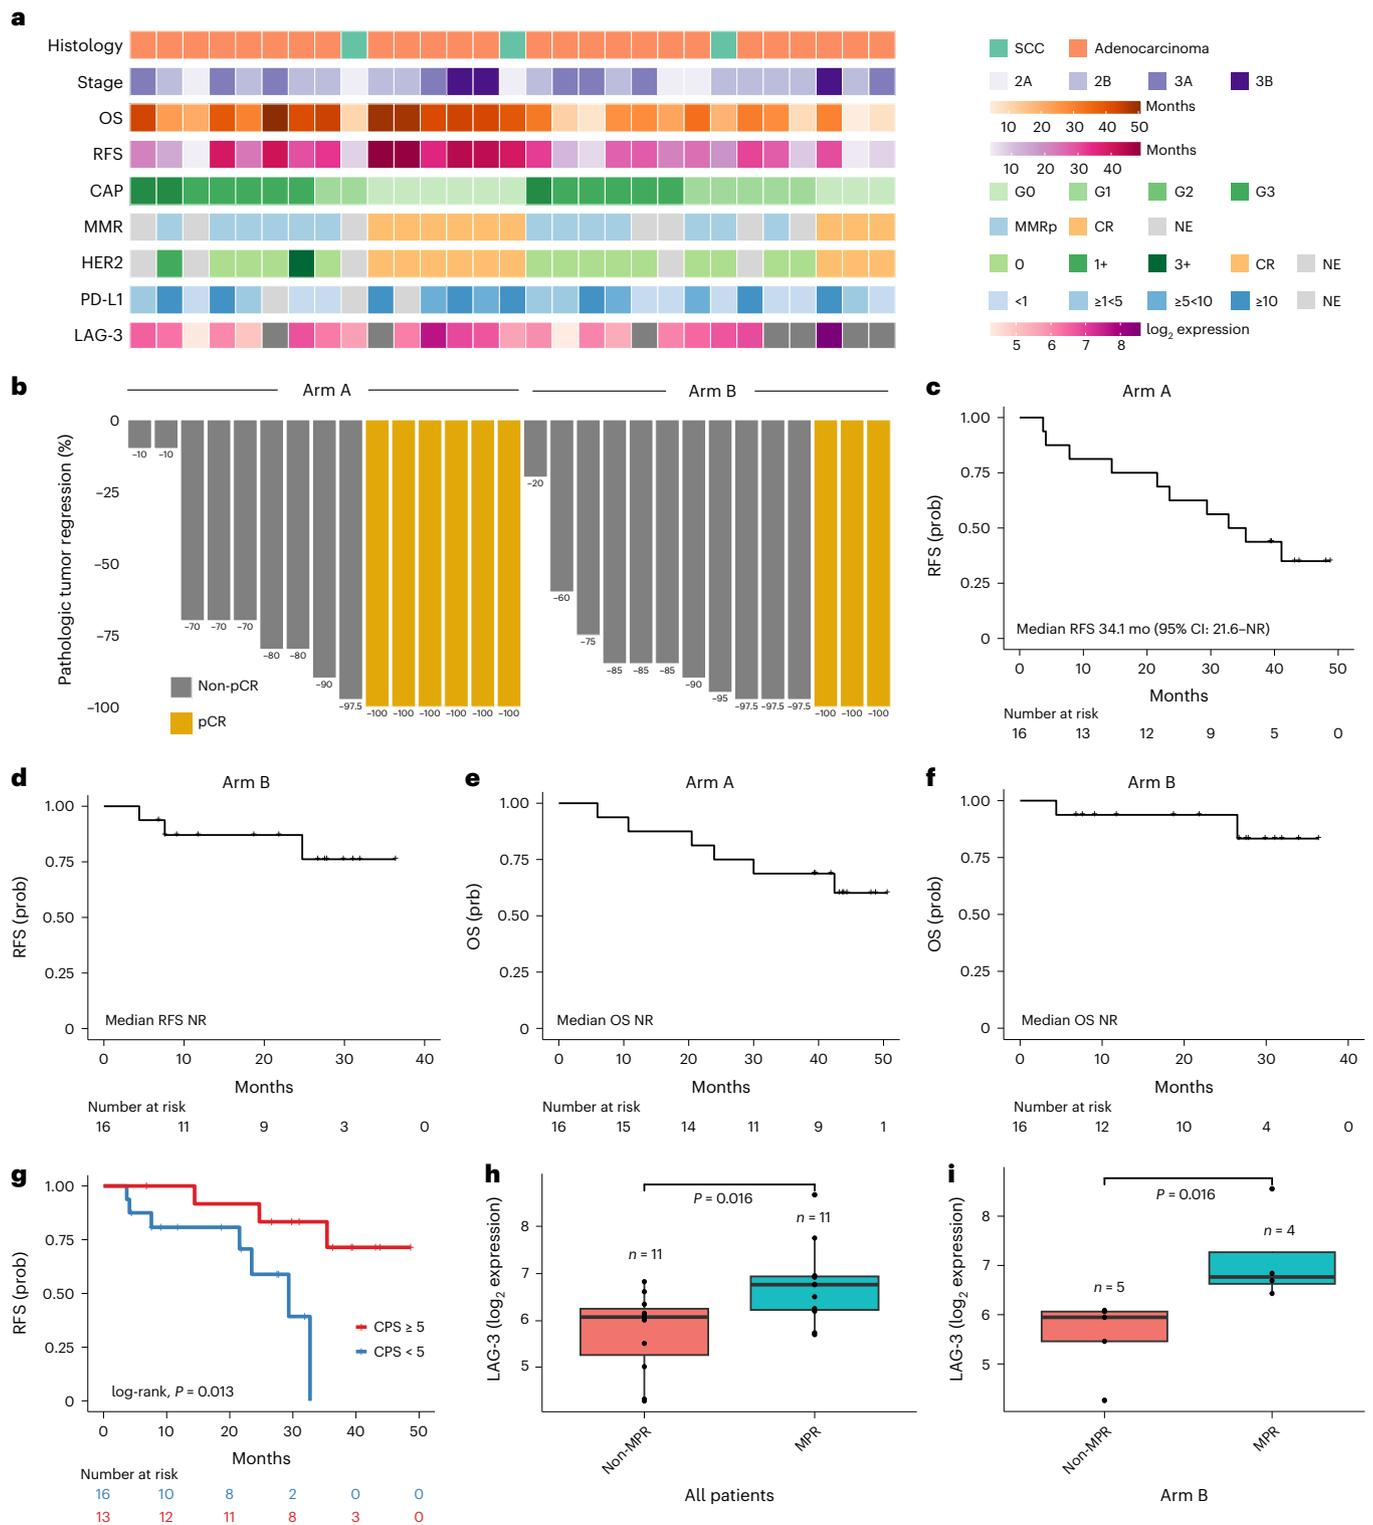 a
Histology
Stage
OS
RFS
CAP
MMR
HER2
PD-L1
LAG-3
SCC Adenocarcinoma
2A 2B 3A 3B
Months
10 20 30 40 50
Months
10 20 30 40
G0 G1 G2 G3
MMRp CR NE
0 1+ 3+ CR NE
<1 ≥1<5 ≥5<10 ≥10 NE
log2 expression
5 6 7 8
b
Arm A Arm B
Pathologic tumor regression (%)
0
−25
−50
−75
−100
−10 −10 −70 −70 −70 −80 −80 −90 −97.5 −100 −100 −100 −100 −100 −100
−20 −60 −75 −85 −85 −85 −90 −95 −97.5 −97.5 −97.5 −100 −100 −100
Non-pCR
pCR
c
Arm A
RFS (prob)
1.00
0.75
0.50
0.25
0
Median RFS 34.1 mo (95% CI: 21.6–NR)
0 10 20 30 40 50
Months
Number at risk
16 13 12 9 5 0
d
Arm B
RFS (prob)
1.00
0.75
0.50
0.25
0
Median RFS NR
0 10 20 30 40
Months
Number at risk
16 11 9 3 0
e
Arm A
OS (prb)
1.00
0.75
0.50
0.25
0
Median OS NR
0 10 20 30 40 50
Months
Number at risk
16 15 14 11 9 1
f
Arm B
OS (prob)
1.00
0.75
0.50
0.25
0
Median OS NR
0 10 20 30 40
Months
Number at risk
16 12 10 4 0
g
RFS (prob)
1.00
0.75
0.50
0.25
0
CPS ≥ 5
CPS < 5
log-rank, P = 0.013
0 10 20 30 40 50
Months
Number at risk
16 10 8 2 0 0
13 12 11 8 3 0
h
LAG-3 (log2 expression)
8
7
6
5
P = 0.016
n = 11
n = 11
Non-MPR MPR
All patients
i
LAG-3 (log2 expression)
8
7
6
5
P = 0.016
n = 4
n = 5
Non-MPR MPR
Arm B